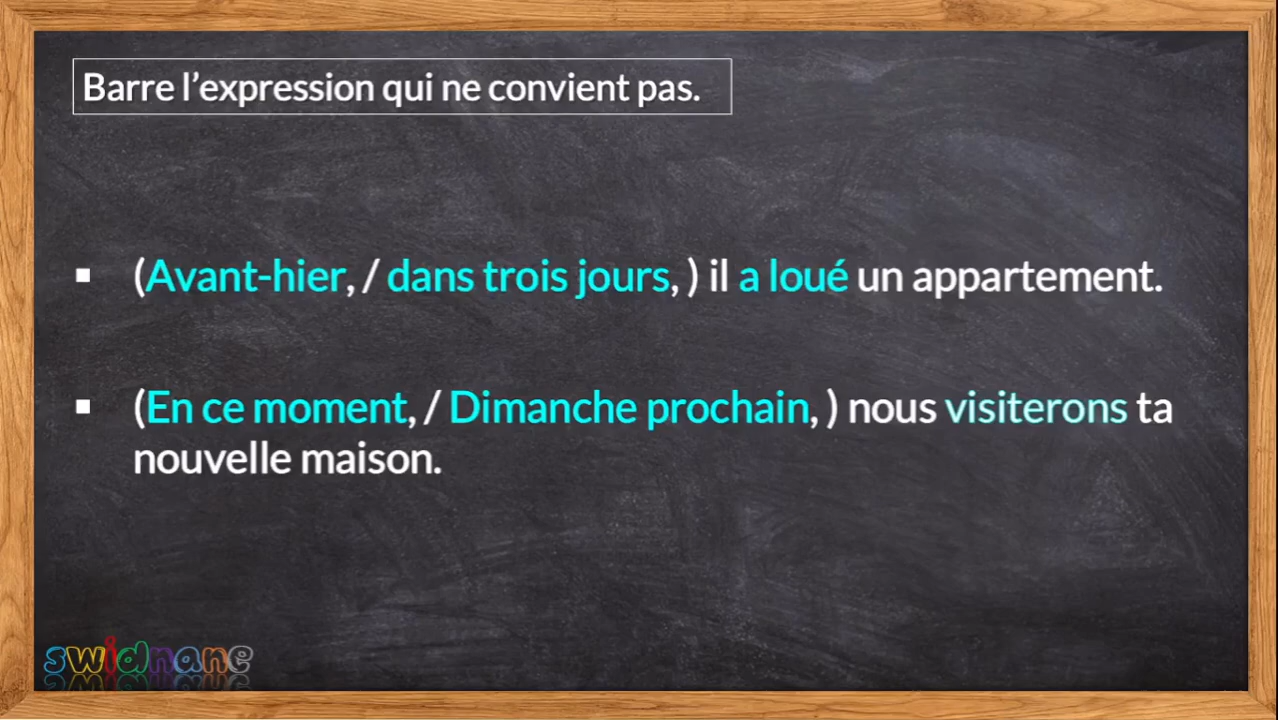 Barre l’expression qui ne convient pas.
▪ (Avant-hier, / dans trois jours, ) il a loué un appartement.
▪ (En ce moment, / Dimanche prochain, ) nous visiterons ta
nouvelle maison.
swidnane